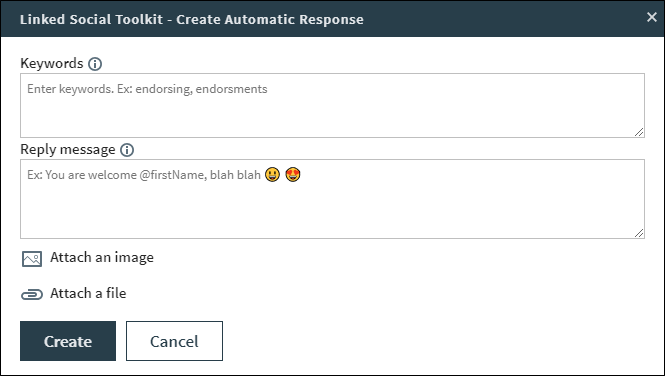 Linked Social Toolkit - Create Automatic Response
Keywords
Enter keywords. Ex: endorsing, endorsments
Reply message
Ex: You are welcome @firstName, blah blah 😃 😍
Attach an image
Attach a file
Create Cancel